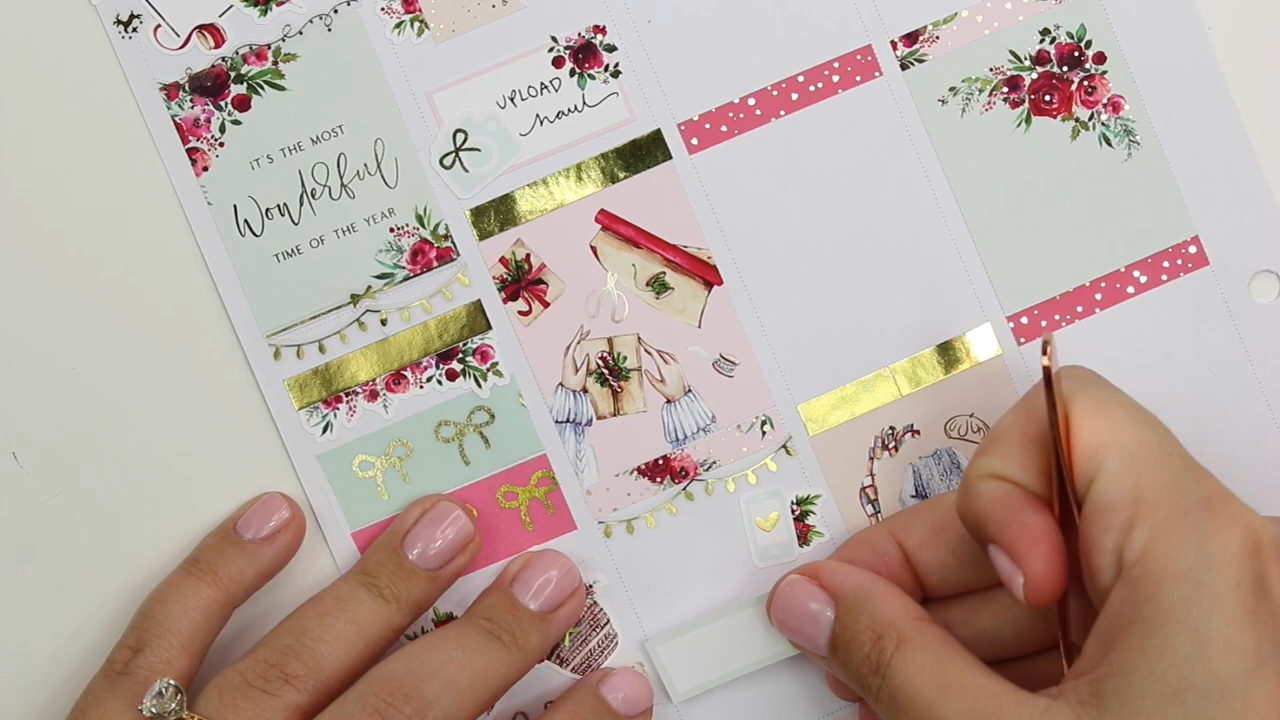 IT'S THE MOST
Wonderful
TIME OF THE YEAR
UPLOAD
haul